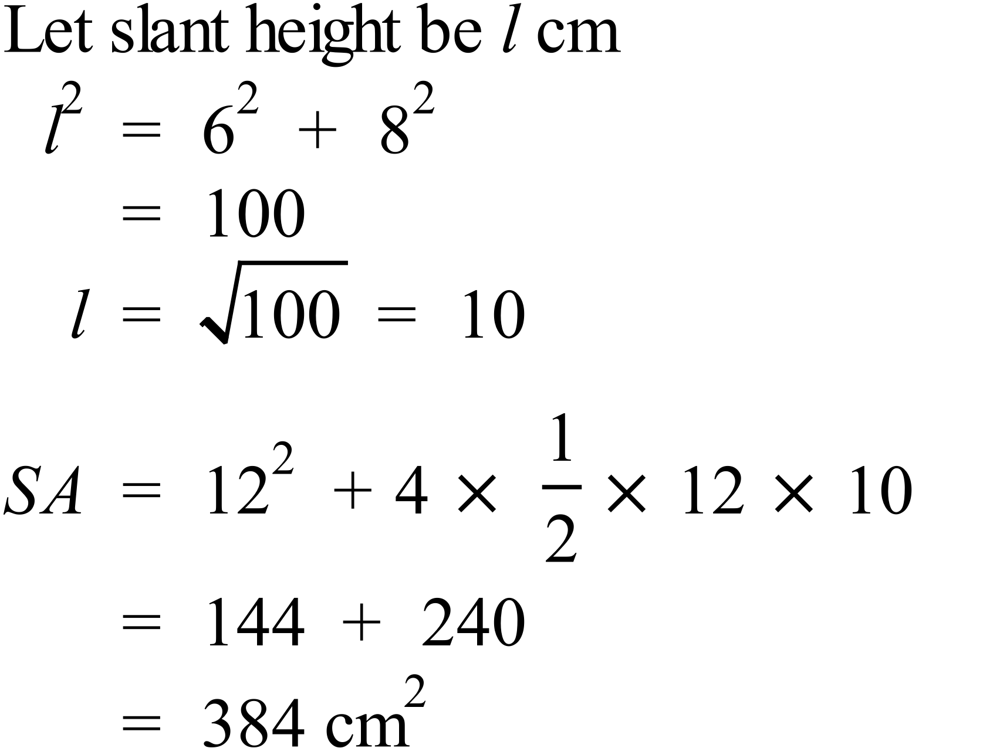 Let slant height be l cm
l² = 6² + 8²
= 100
l = √100 = 10
SA = 12² + 4 × 1/2 × 12 × 10
= 144 + 240
= 384 cm²